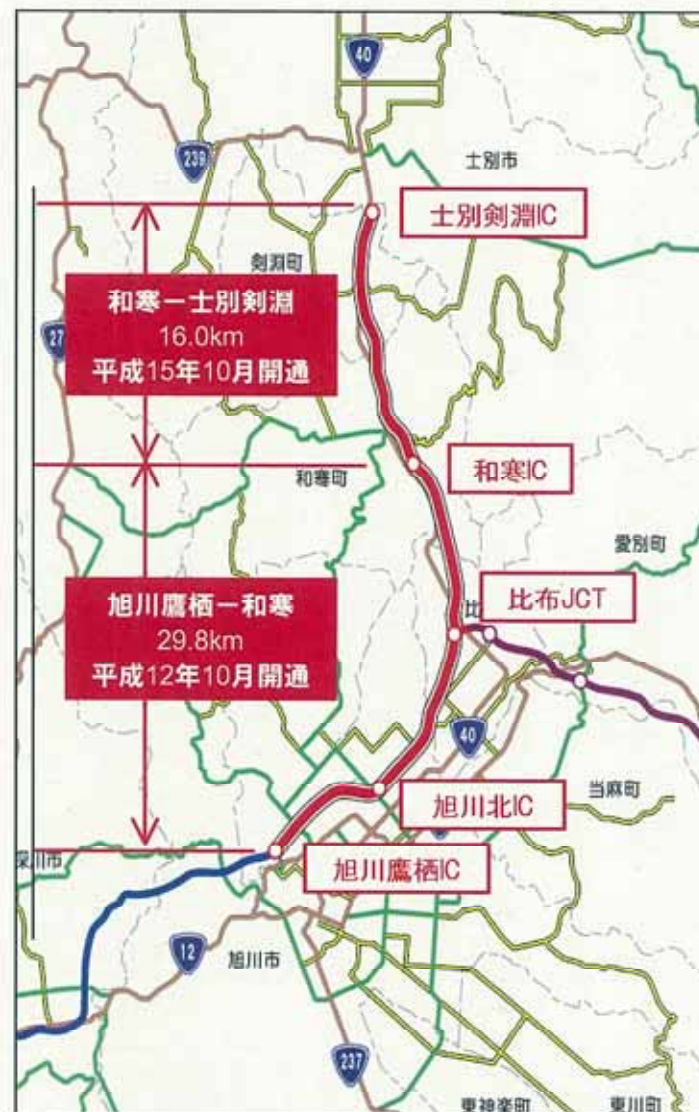 40
239
士別市
士別剣淵IC
剣淵町
和寒ー士別剣淵
16.0km
平成15年10月開通
和寒IC
和寒町
愛別町
比布JCT
旭川鷹栖ー和寒
29.8km
平成12年10月開通
40
当麻町
旭川北IC
旭川鷹栖IC
深川市
12
旭川市
237
東神楽町
東川町